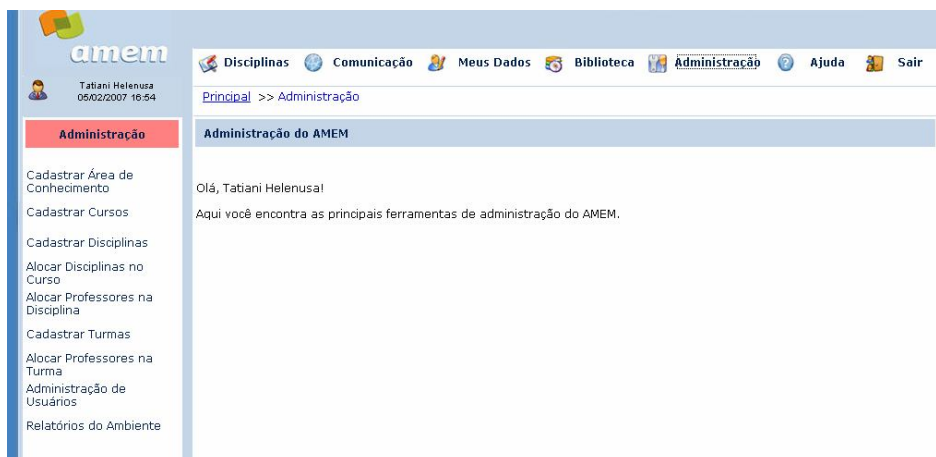 amem
Disciplinas Comunicação Meus Dados Biblioteca Administração Ajuda Sair
Tatiani Helenusa
05/02/2007 16:54
Principal >> Administração
Administração
Administração do AMEM
Cadastrar Área de
Conhecimento
Cadastrar Cursos
Cadastrar Disciplinas
Alocar Disciplinas no
Curso
Alocar Professores na
Disciplina
Cadastrar Turmas
Alocar Professores na
Turma
Administração de
Usuários
Relatórios do Ambiente
Olá, Tatiani Helenusa!
Aqui você encontra as principais ferramentas de administração do AMEM.